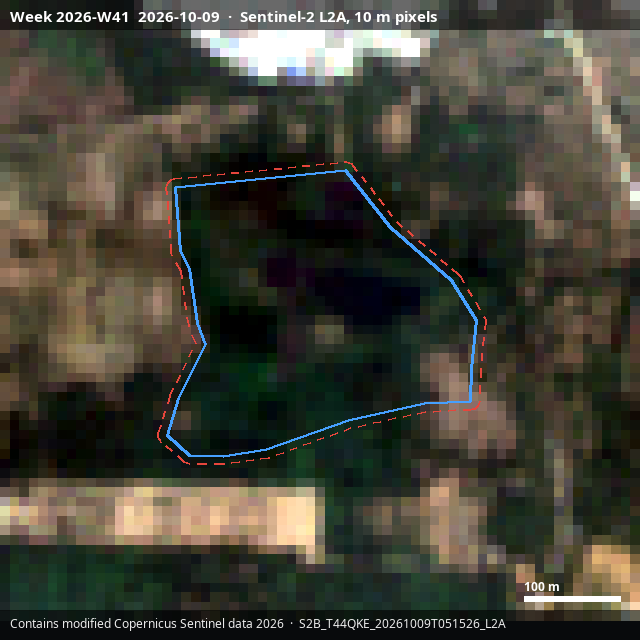 Week 2026-W41  2026-10-09  ·  Sentinel-2 L2A, 10 m pixels
100 m
Contains modified Copernicus Sentinel data 2026  ·  S2B_T44QKE_20261009T051526_L2A